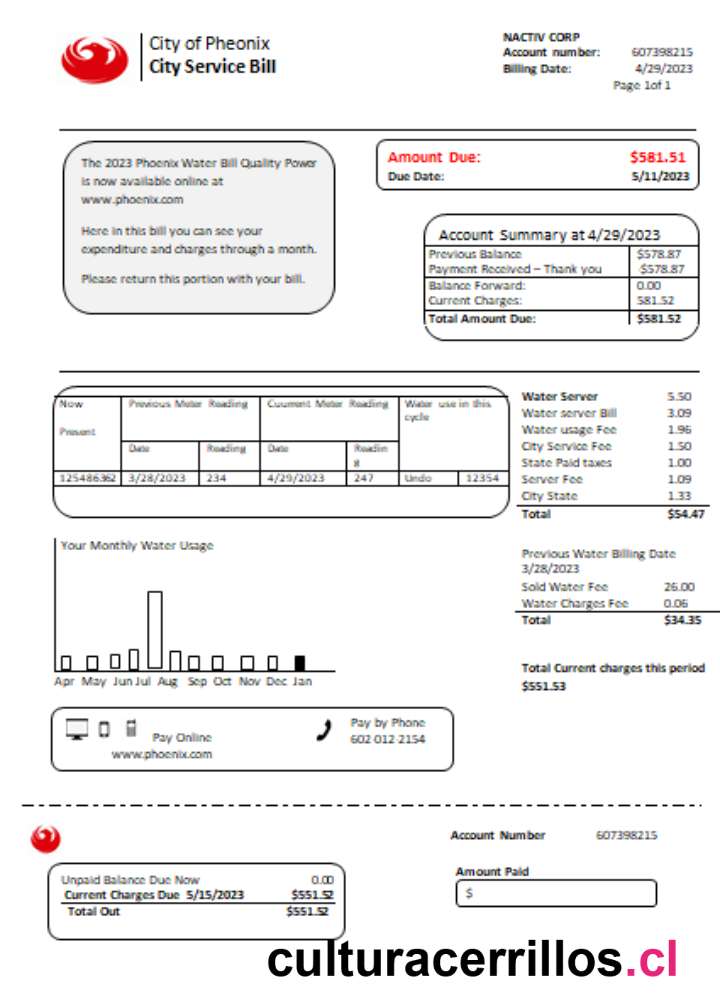 City of Pheonix
City Service Bill
NACTIV CORP
Account number: 607398215
Billing Date: 4/29/2023
Page 1of 1
The 2023 Phoenix Water Bill Quality Power
is now available online at
www.phoenix.com
Here in this bill you can see your
expenditure and charges through a month.
Please return this portion with your bill.
Amount Due: $581.51
Due Date: 5/11/2023
Account Summary at 4/29/2023
Previous Balance $578.87
Payment Received – Thank you $578.87
Balance Forward: 0.00
Current Charges: 581.52
Total Amount Due: $581.52
Now Previous Meter Reading Cuument Meter Reading Water use in this
cycle
Present
Date Reading Date Readin
g
125486362 3/28/2023 234 4/29/2023 247 Undo 12354
Water Server 5.50
Water server Bill 3.09
Water usage Fee 1.96
City Service Fee 1.50
State Paid taxes 1.00
Server Fee 1.09
City State 1.33
Total $54.47
Your Monthly Water Usage
Apr May Jun Jul Aug Sep Oct Nov Dec Jan
Previous Water Billing Date
3/28/2023
Sold Water Fee 26.00
Water Charges Fee 0.06
Total $34.35
Total Current charges this period
$551.53
Pay Online
www.phoenix.com
Pay by Phone
602-012-2154
Account Number 607398215
Unpaid Balance Due Now 0.00
Current Charges Due 5/15/2023 $551.52
Total Out $551.52
Amount Paid
$
culturacerrillos.cl